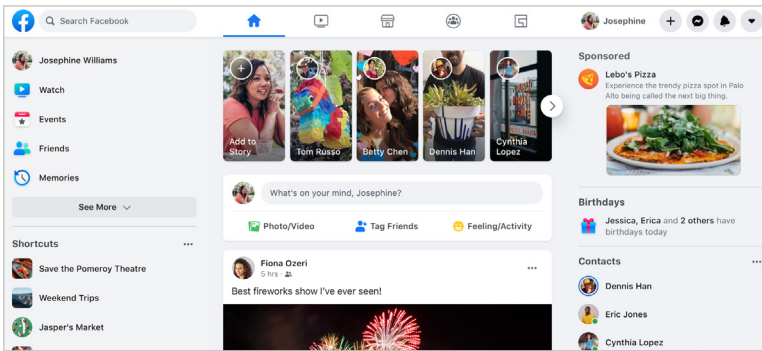 Search Facebook
Josephine
Josephine Williams
Watch
Events
Friends
Memories
See More
Shortcuts
Save the Pomeroy Theatre
Weekend Trips
Jasper's Market
Add to
Story
Tom Russo
Betty Chen
Dennis Han
Cynthia
Lopez
What's on your mind, Josephine?
Photo/Video
Tag Friends
Feeling/Activity
Fiona Ozeri
5 hrs ·
Best fireworks show I've ever seen!
Sponsored
Lebo's Pizza
Experience the trendy pizza spot in Palo
Alto being called the next big thing.
Birthdays
Jessica, Erica and 2 others have
birthdays today
Contacts
Dennis Han
Eric Jones
Cynthia Lopez